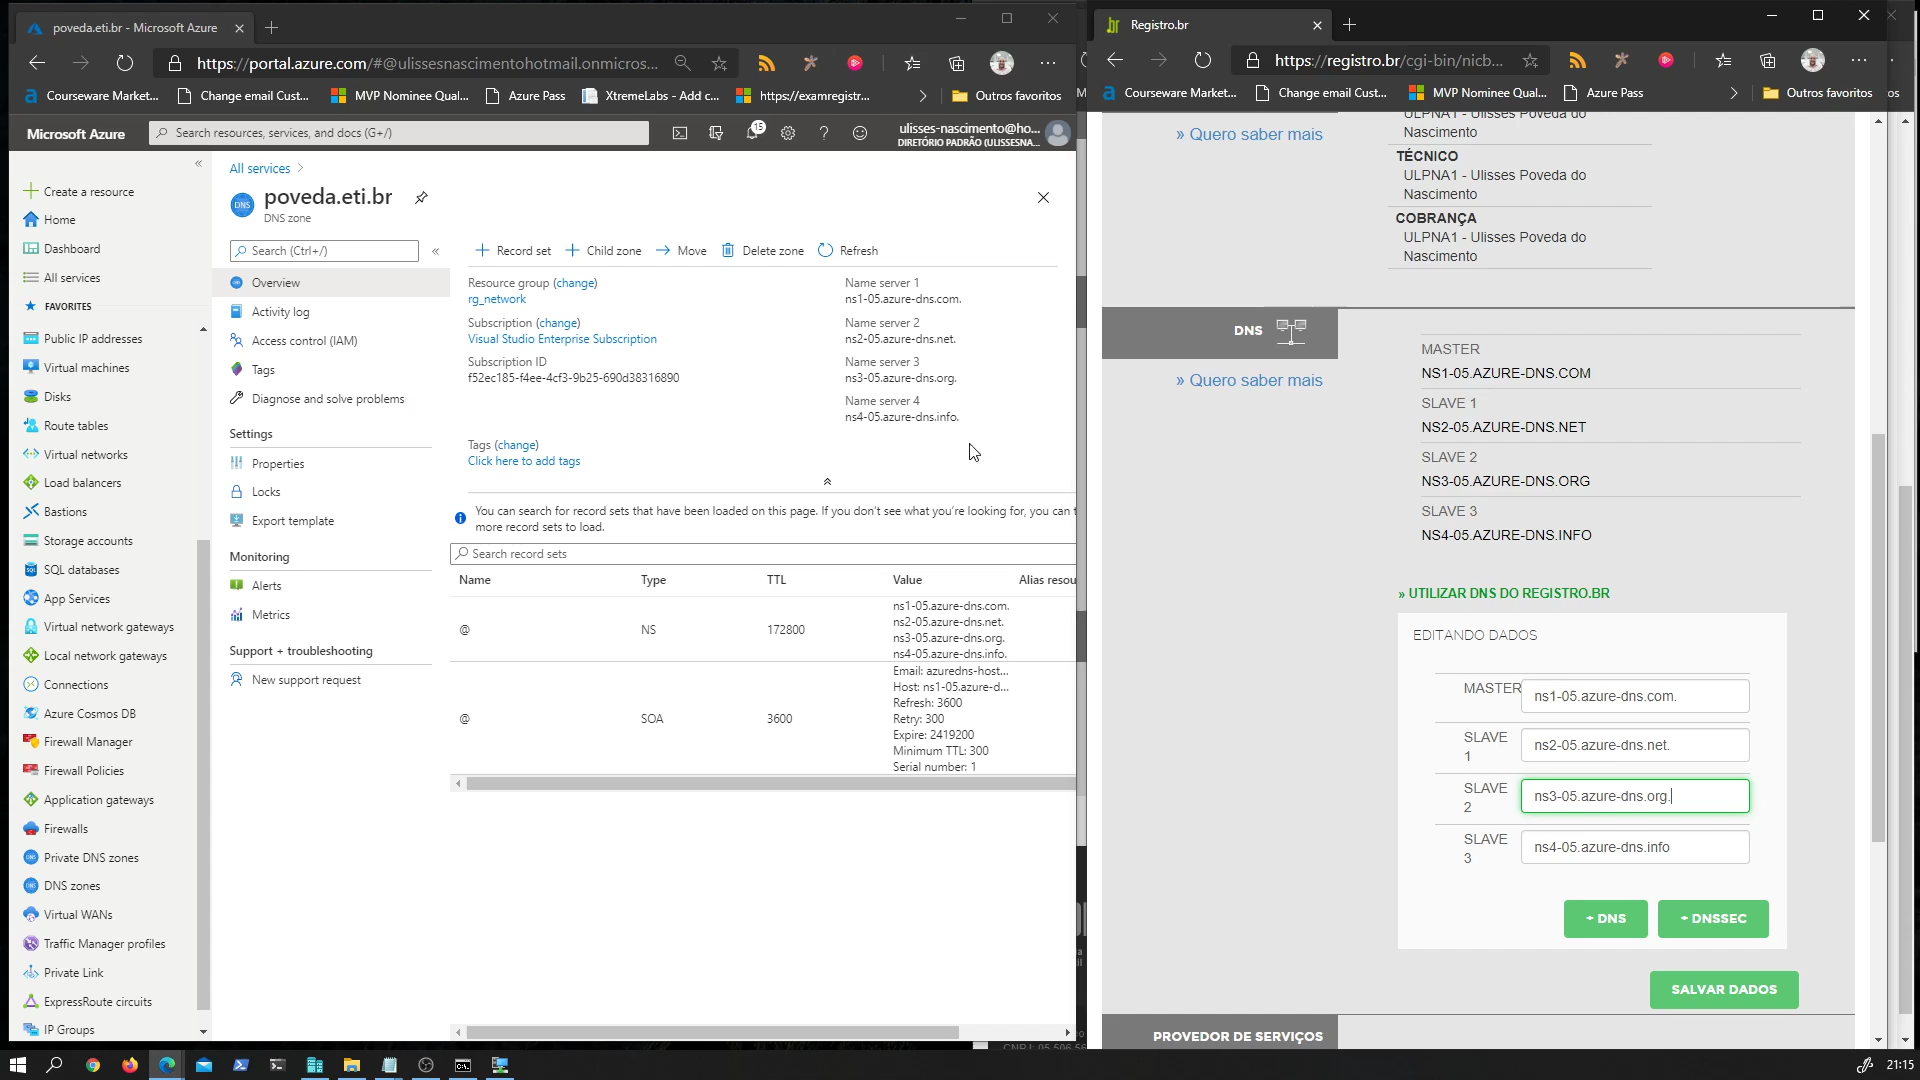 poveda.eti.br - Microsoft Azure
https://portal.azure.com/#@ulissesnascimentohotmail.onmicros...
Courseware Market...
Change email Cust...
MVP Nominee Qual...
Azure Pass
XtremeLabs - Add c...
https://examregistr...
Outros favoritos
Microsoft Azure
Search resources, services, and docs (G+/)
15
ulisses-nascimento@ho...
DIRETÓRIO PADRÃO (ULISSESNA...
Create a resource
Home
Dashboard
All services
FAVORITES
Public IP addresses
Virtual machines
Disks
Route tables
Virtual networks
Load balancers
Bastions
Storage accounts
SQL databases
App Services
Virtual network gateways
Local network gateways
Connections
Azure Cosmos DB
Firewall Manager
Firewall Policies
Application gateways
Firewalls
Private DNS zones
DNS zones
Virtual WANs
Traffic Manager profiles
Private Link
ExpressRoute circuits
IP Groups
All services >
poveda.eti.br
DNS
DNS zone
Search (Ctrl+/)
Overview
Activity log
Access control (IAM)
Tags
Diagnose and solve problems
Settings
Properties
Locks
Export template
Monitoring
Alerts
Metrics
Support + troubleshooting
New support request
Record set
Child zone
Move
Delete zone
Refresh
Resource group (change)
rg_network
Subscription (change)
Visual Studio Enterprise Subscription
Subscription ID
f52ec185-f4ee-4cf3-9b25-690d38316890
Tags (change)
Click here to add tags
Name server 1
ns1-05.azure-dns.com.
Name server 2
ns2-05.azure-dns.net.
Name server 3
ns3-05.azure-dns.org.
Name server 4
ns4-05.azure-dns.info.
You can search for record sets that have been loaded on this page. If you don't see what you're looking for, you can t
more record sets to load.
Search record sets
Name Type TTL Value Alias resou
@ NS 172800
ns1-05.azure-dns.com.
ns2-05.azure-dns.net.
ns3-05.azure-dns.org.
ns4-05.azure-dns.info.
@ SOA 3600
Email: azuredns-host...
Host: ns1-05.azure-d...
Refresh: 3600
Retry: 300
Expire: 2419200
Minimum TTL: 300
Serial number: 1
Registro.br
https://registro.br/cgi-bin/nicb...
Courseware Market...
Change email Cust...
MVP Nominee Qual...
Azure Pass
Outros favoritos
os
» Quero saber mais
ULPNA1 - Ulisses Poveda do
Nascimento
TÉCNICO
ULPNA1 - Ulisses Poveda do
Nascimento
COBRANÇA
ULPNA1 - Ulisses Poveda do
Nascimento
DNS
» Quero saber mais
MASTER
NS1-05.AZURE-DNS.COM
SLAVE 1
NS2-05.AZURE-DNS.NET
SLAVE 2
NS3-05.AZURE-DNS.ORG
SLAVE 3
NS4-05.AZURE-DNS.INFO
» UTILIZAR DNS DO REGISTRO.BR
EDITANDO DADOS
MASTER ns1-05.azure-dns.com.
SLAVE 1 ns2-05.azure-dns.net.
SLAVE 2 ns3-05.azure-dns.org.
SLAVE 3 ns4-05.azure-dns.info
+ DNS
+ DNSSEC
SALVAR DADOS
PROVEDOR DE SERVIÇOS
21:15